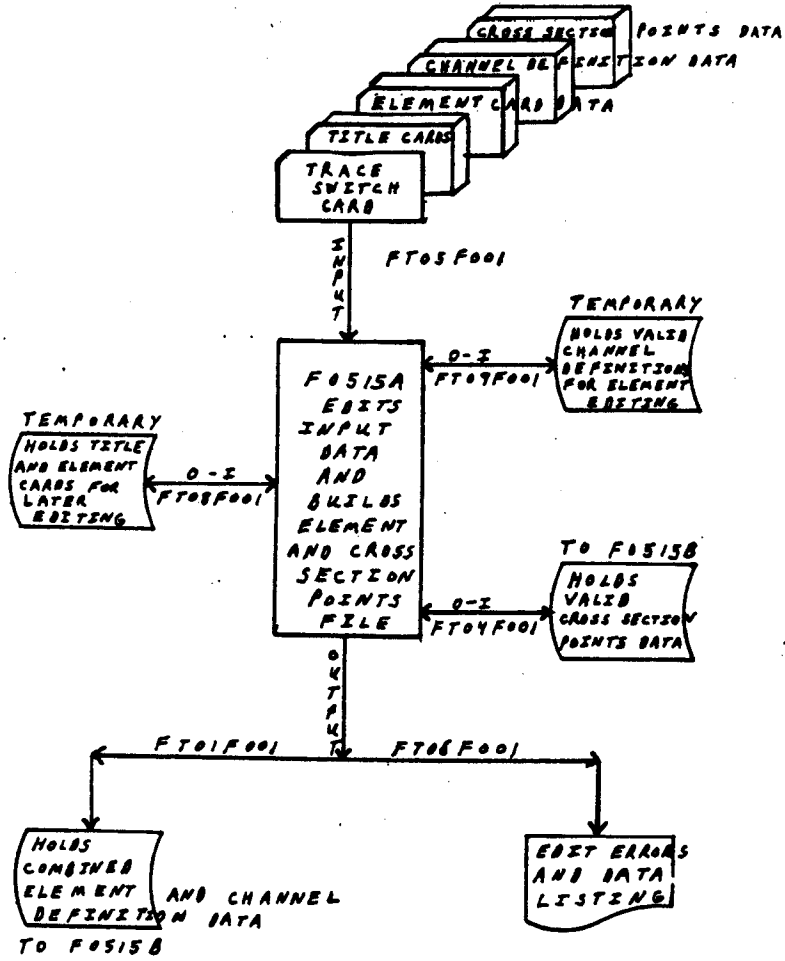 CROSS SECTION POINTS DATA
CHANNEL DEFINITION DATA
ELEMENT CARD DATA
TITLE CARDS
TRACE
SWITCH
CARD
INPUT
FT05F001
TEMPORARY
HOLDS VALID
CHANNEL
DEFINITIONS
FOR ELEMENT
EDITING
O-I
FT09F001
F0515A
EDITS
INPUT
DATA
AND
BUILDS
ELEMENT
AND CROSS
SECTION
POINTS
FILE
TEMPORARY
HOLDS TITLE
AND ELEMENT
CARDS FOR
LATER
EDITING
O-I
FT08F001
TO F0515B
HOLDS
VALID
CROSS SECTION
POINTS DATA
O-I
FT04F001
OUTPUT
FT01F001
FT06F001
HOLDS
COMBINED
ELEMENT AND CHANNEL
DEFINITION DATA
TO F0515B
EDIT ERRORS
AND DATA
LISTING